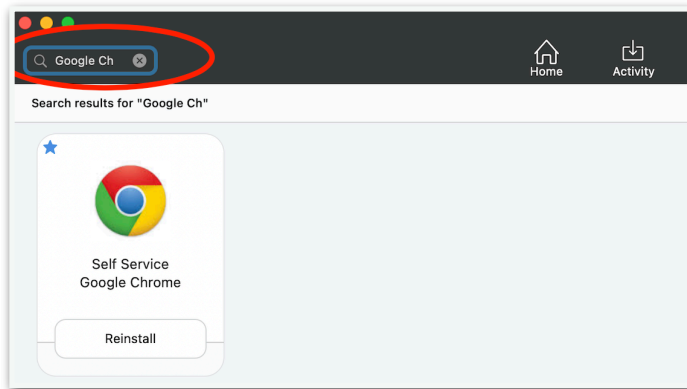 Google Ch
Home
Activity
Search results for "Google Ch"
Self Service
Google Chrome
Reinstall